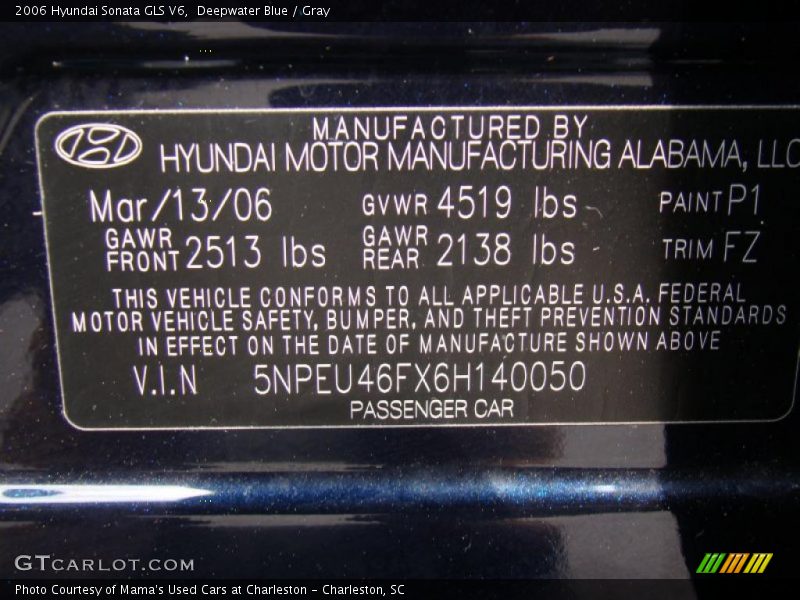 2006 Hyundai Sonata GLS V6, Deepwater Blue / Gray
MANUFACTURED BY
HYUNDAI MOTOR MANUFACTURING ALABAMA, LLC
Mar/13/06 GVWR 4519 lbs PAINT P1
GAWR FRONT 2513 lbs GAWR REAR 2138 lbs TRIM FZ
THIS VEHICLE CONFORMS TO ALL APPLICABLE U.S.A. FEDERAL
MOTOR VEHICLE SAFETY, BUMPER, AND THEFT PREVENTION STANDARDS
IN EFFECT ON THE DATE OF MANUFACTURE SHOWN ABOVE
V.I.N 5NPEU46FX6H140050
PASSENGER CAR
GTCARLOT.COM
Photo Courtesy of Mama's Used Cars at Charleston - Charleston, SC